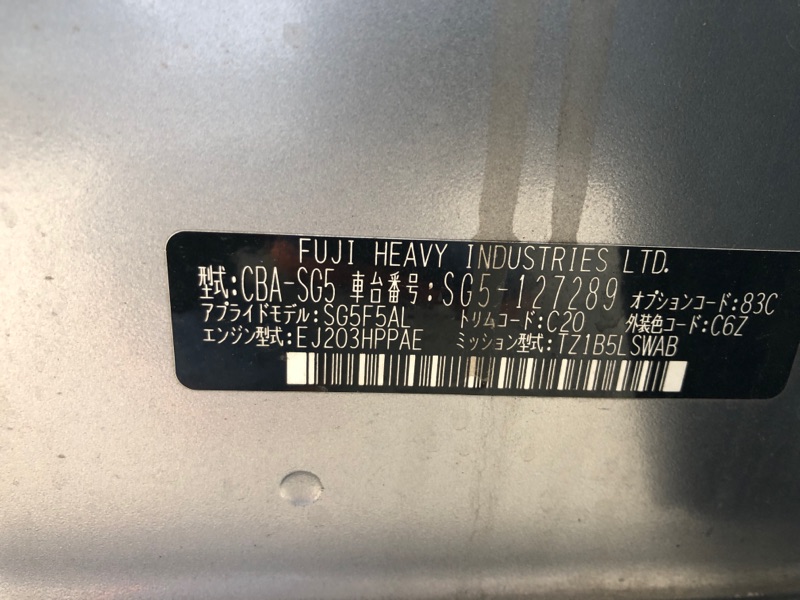 FUJI HEAVY INDUSTRIES LTD.
型式:CBA-SG5 車台番号:SG5-127289 オプションコード:83C
アプライドモデル:SG5F5AL トリムコード:C20 外装色コード:C6Z
エンジン型式:EJ203HPPAE ミッション型式:TZ1B5LSWAB